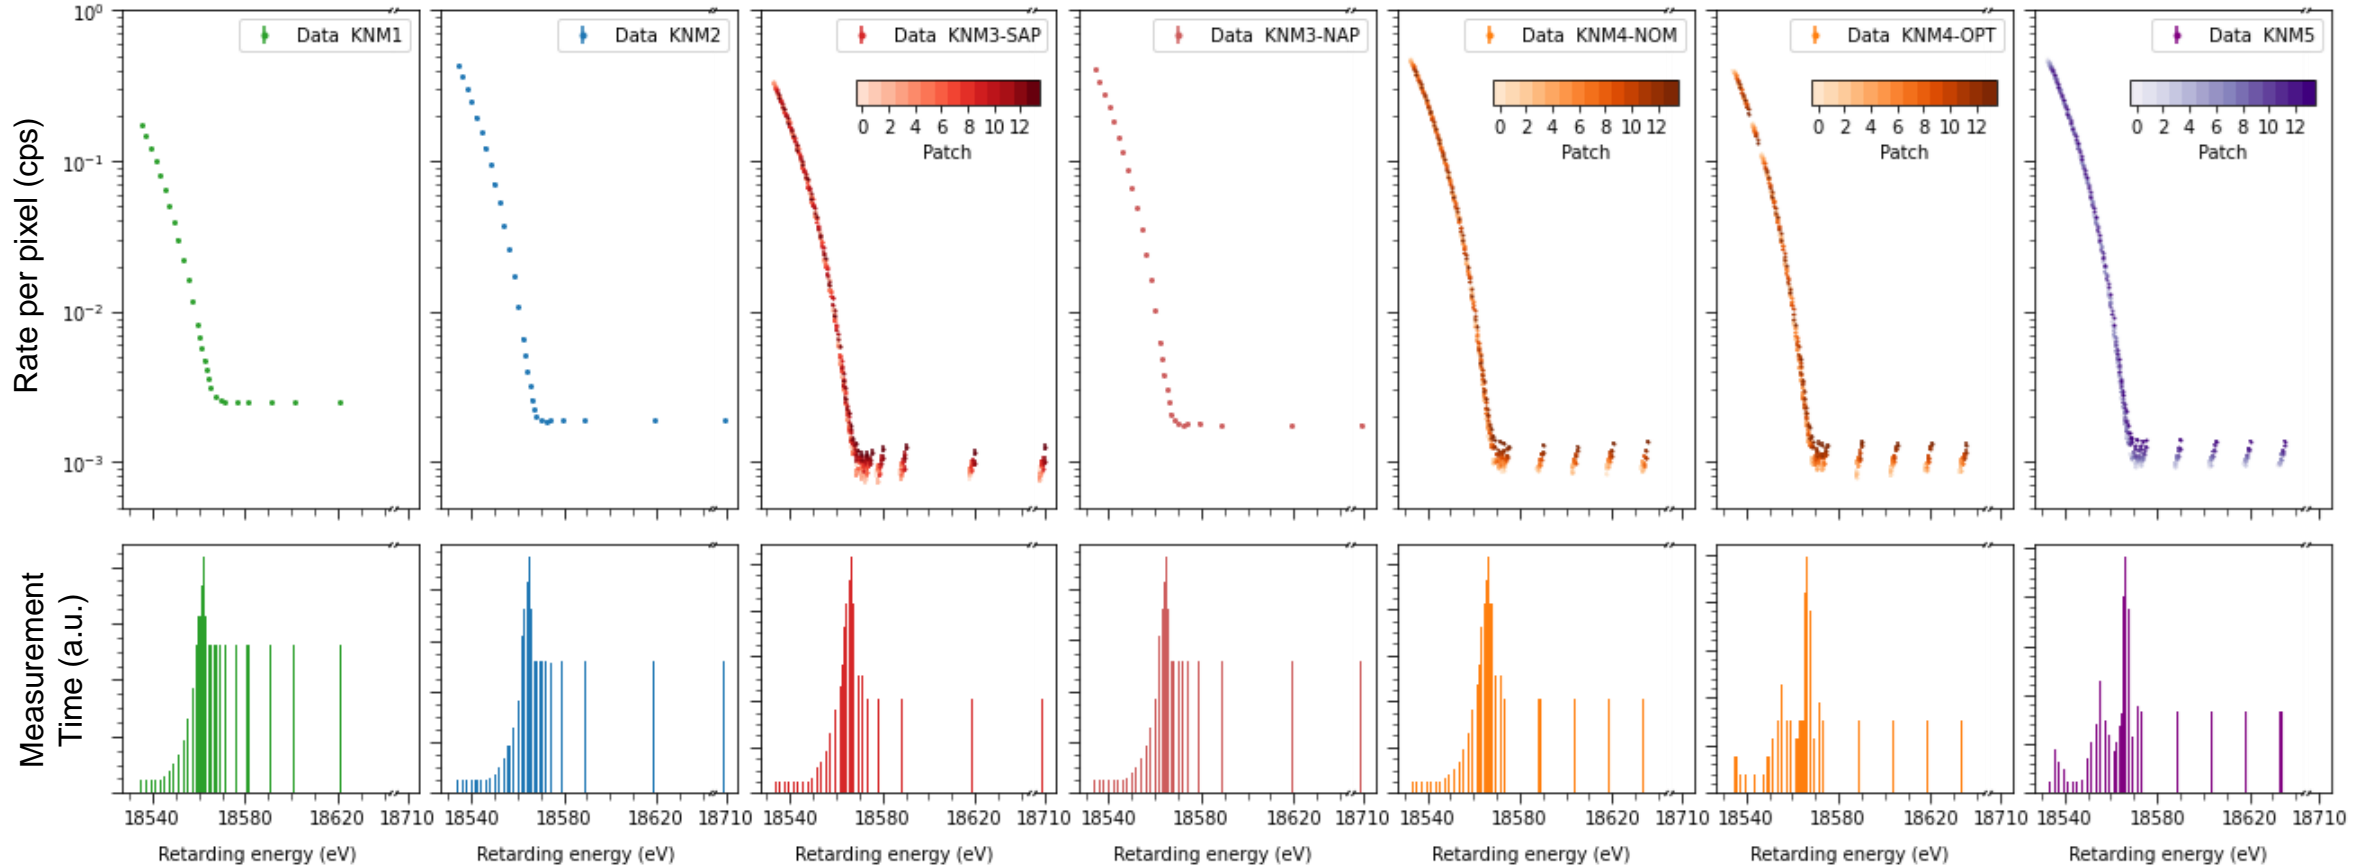 Data KNM1
Data KNM2
Data KNM3-SAP
Data KNM3-NAP
Data KNM4-NOM
Data KNM4-OPT
Data KNM5
10⁰
10⁻¹
10⁻²
10⁻³
Rate per pixel (cps)
0 2 4 6 8 10 12
Patch
0 2 4 6 8 10 12
Patch
0 2 4 6 8 10 12
Patch
0 2 4 6 8 10 12
Patch
Measurement
Time (a.u.)
18540 18580 18620 18710
18540 18580 18620 18710
18540 18580 18620 18710
18540 18580 18620 18710
18540 18580 18620 18710
18540 18580 18620 18710
18540 18580 18620 18710
Retarding energy (eV)
Retarding energy (eV)
Retarding energy (eV)
Retarding energy (eV)
Retarding energy (eV)
Retarding energy (eV)
Retarding energy (eV)